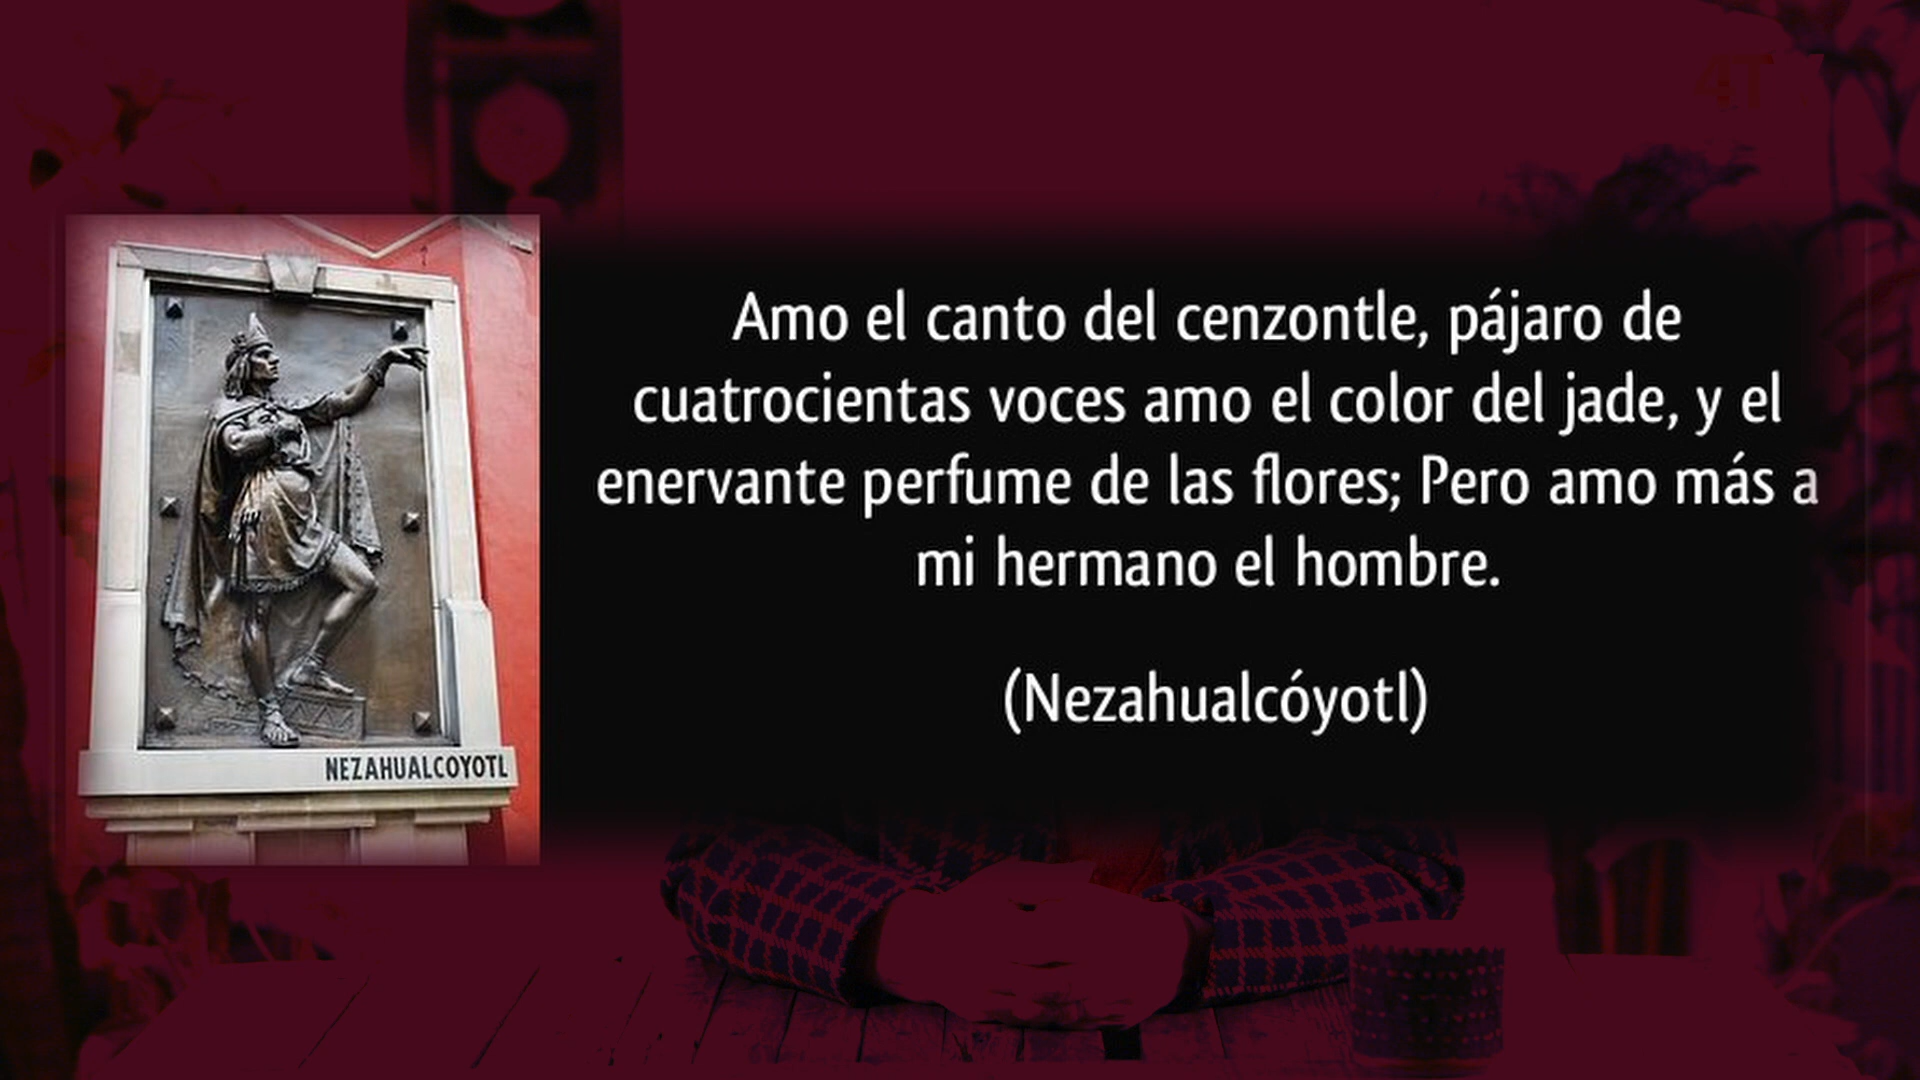 Amo el canto del cenzontle, pájaro de
cuatrocientas voces amo el color del jade, y el
enervante perfume de las flores; Pero amo más a
mi hermano el hombre.
(Nezahualcóyotl)
NEZAHUALCOYOTL